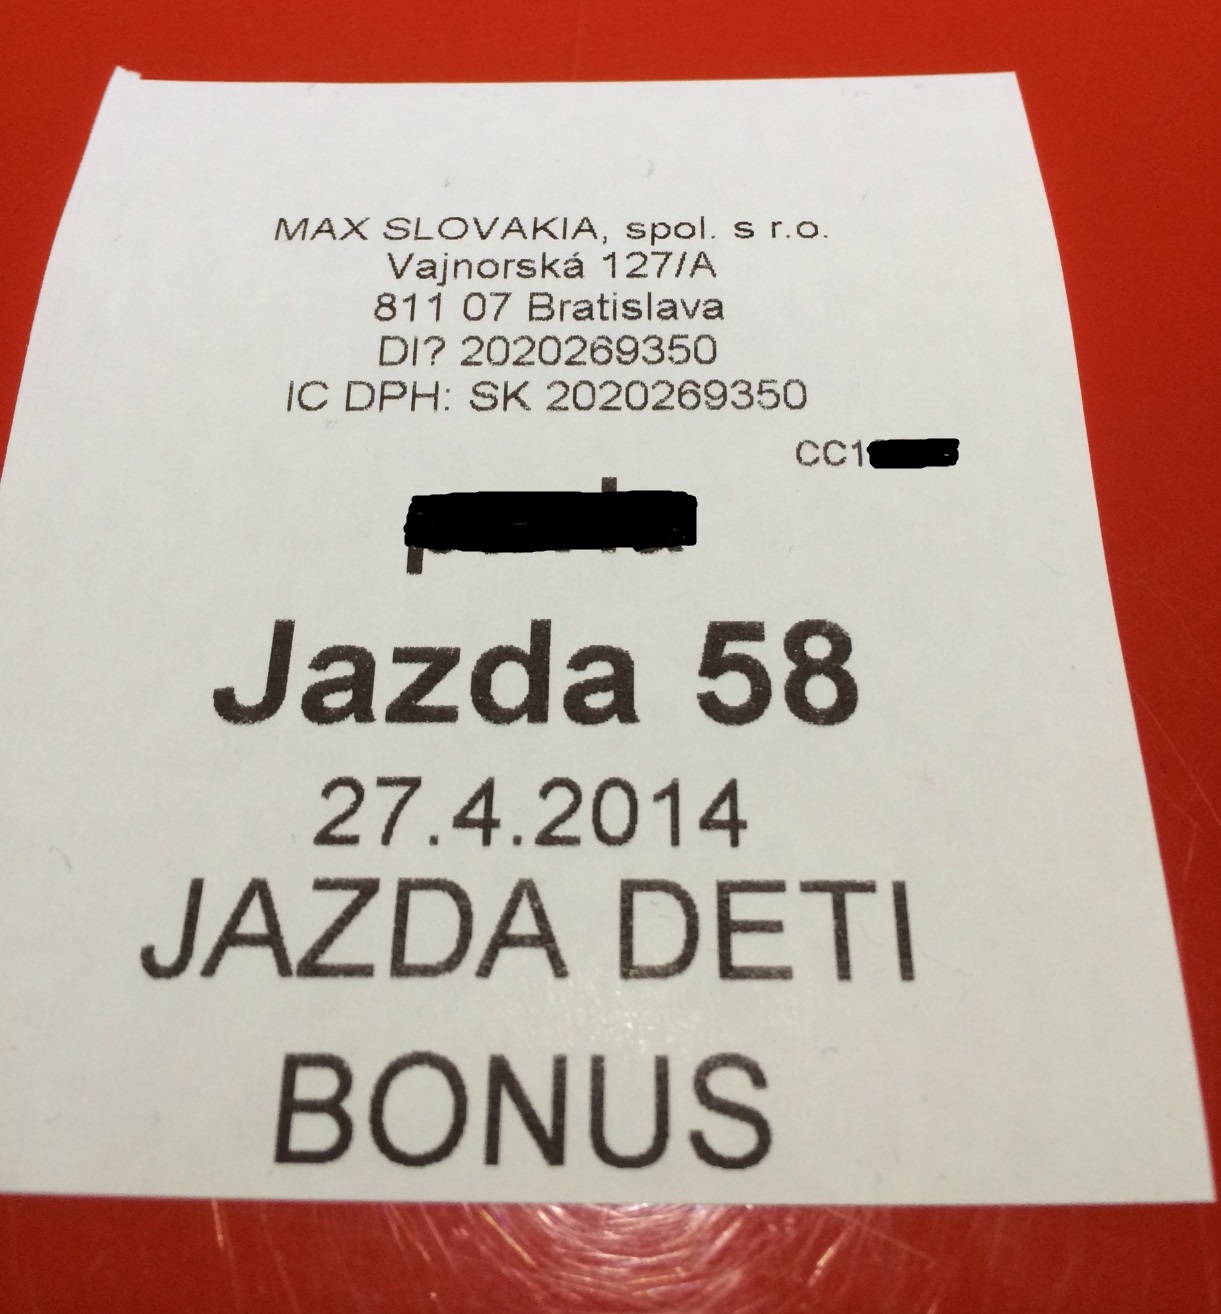 MAX SLOVAKIA, spol. s r.o.
Vajnorská 127/A
811 07 Bratislava
DI? 2020269350
IC DPH: SK 2020269350
Jazda 58
27.4.2014
JAZDA DETI
BONUS